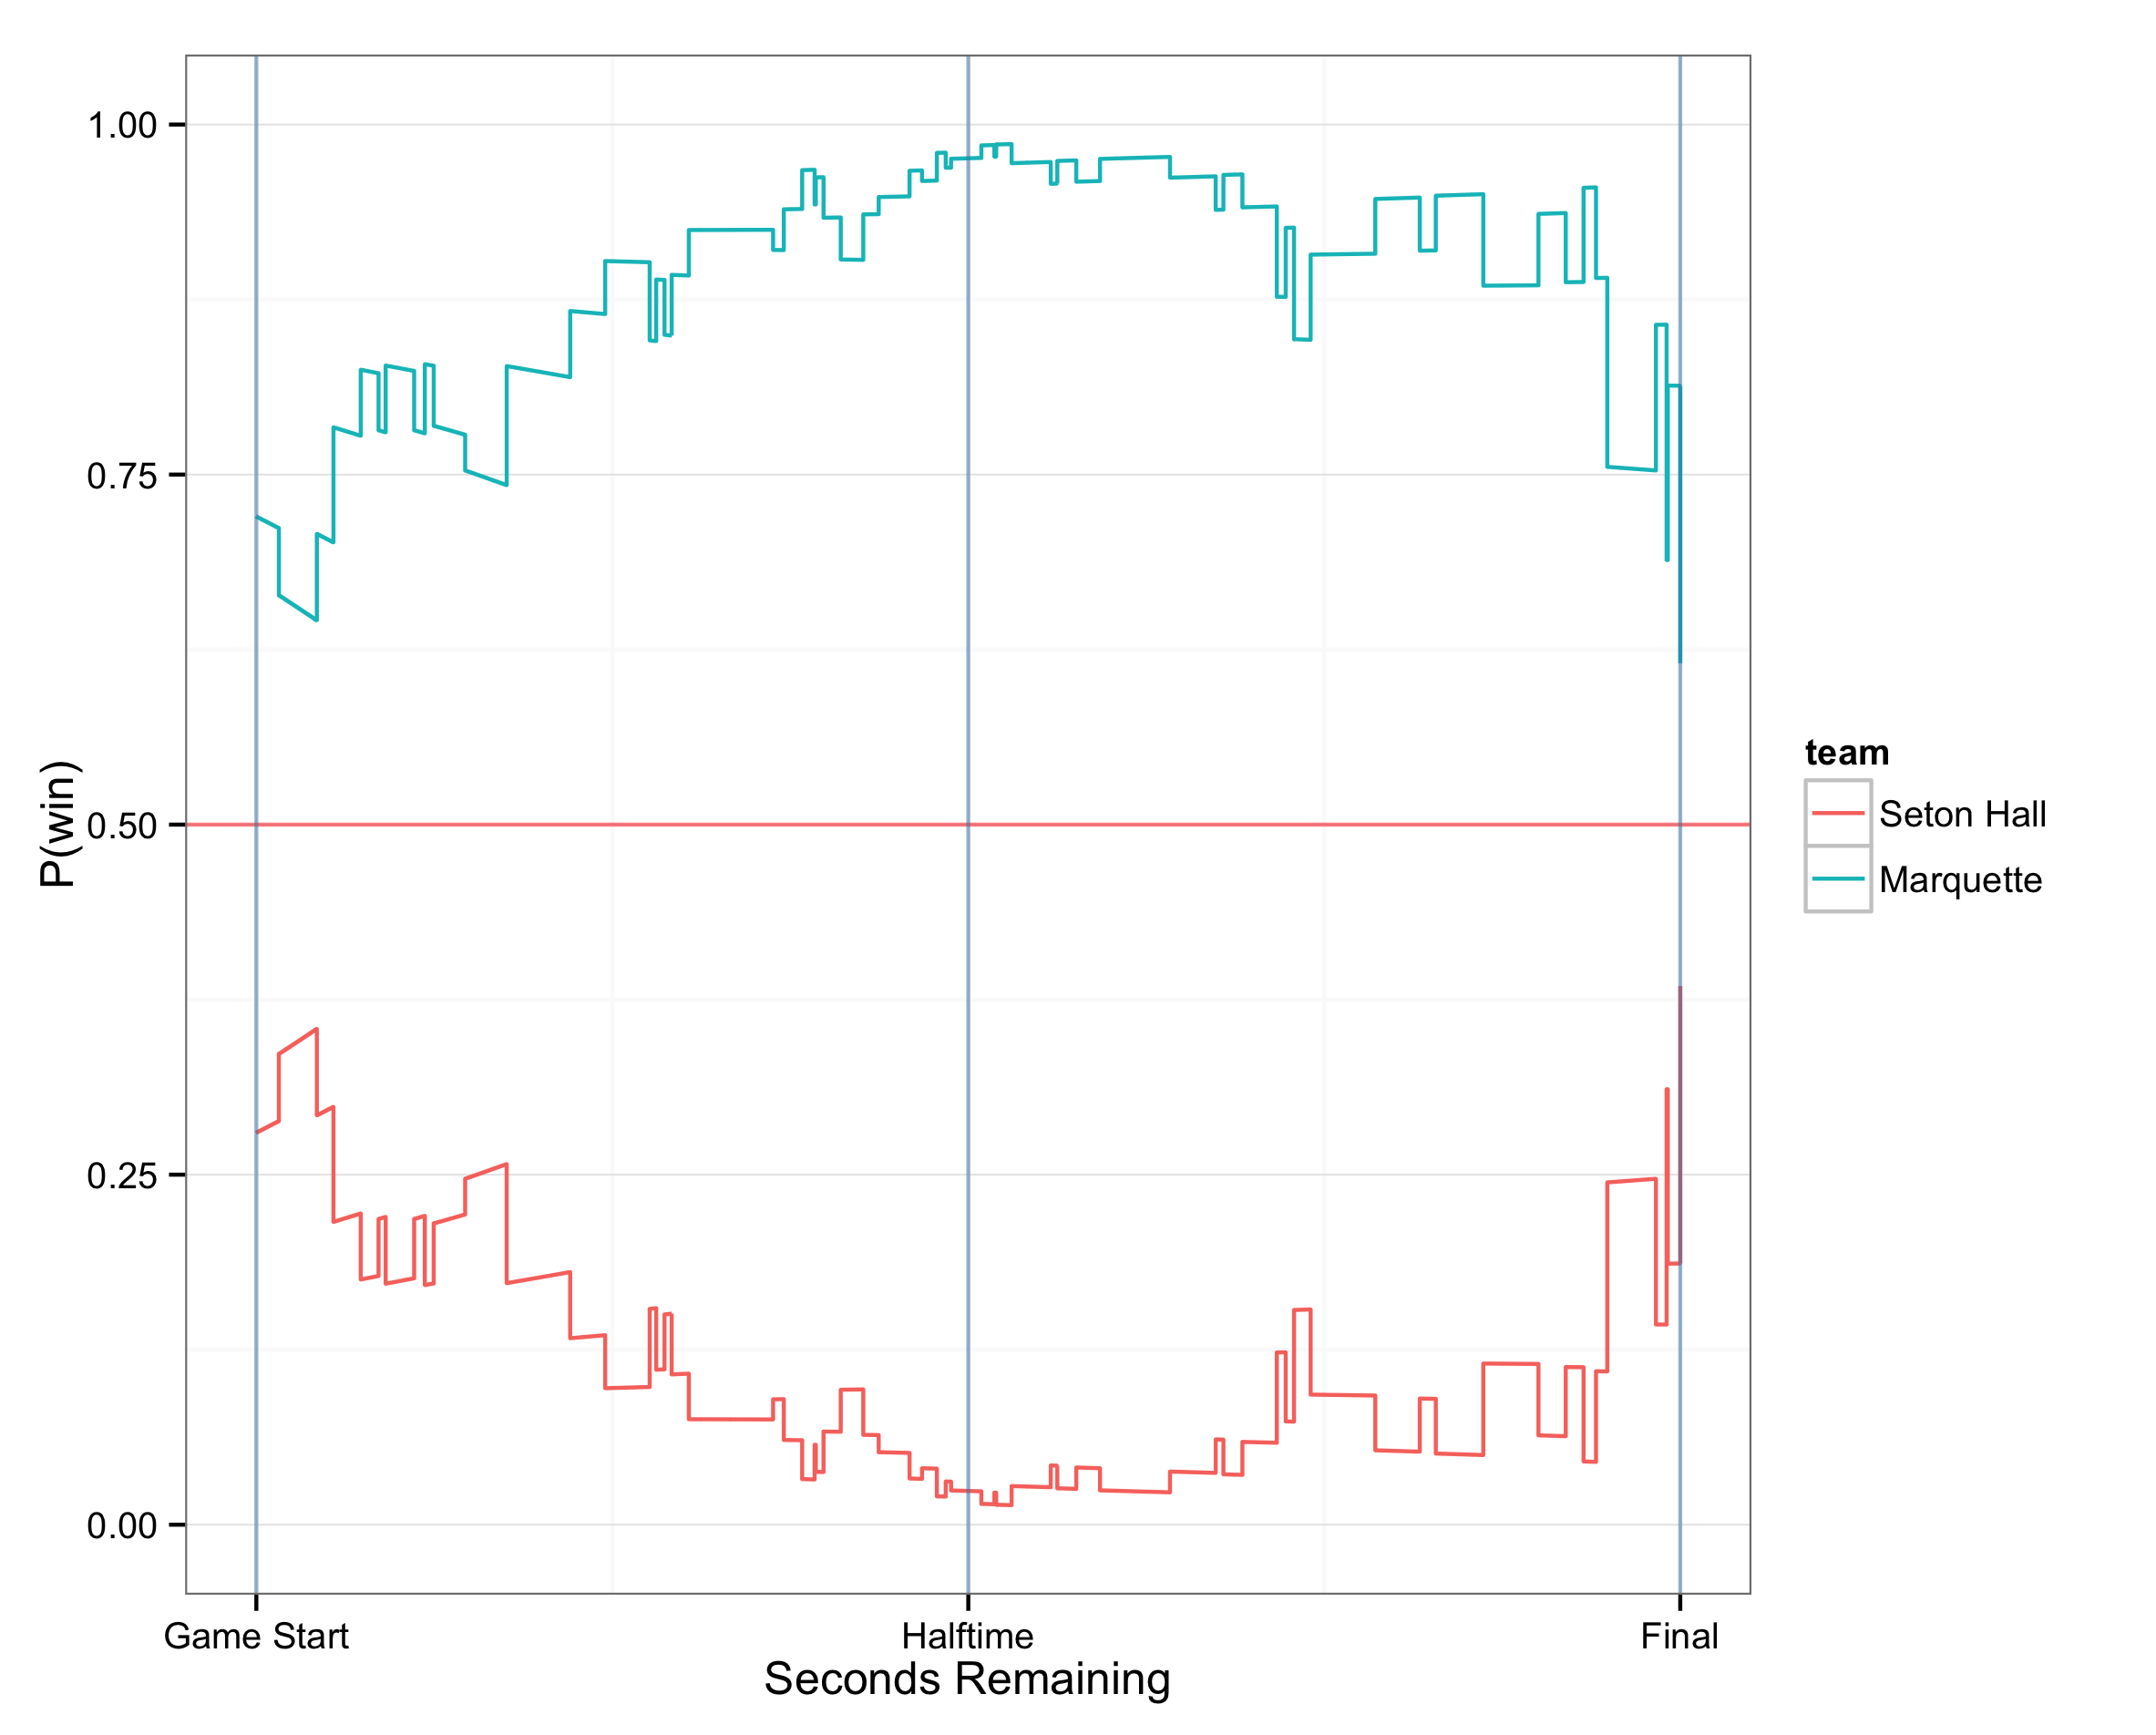 1.00
0.75
0.50
0.25
0.00
P(win)
Game Start
Halftime
Final
Seconds Remaining
team
Seton Hall
Marquette